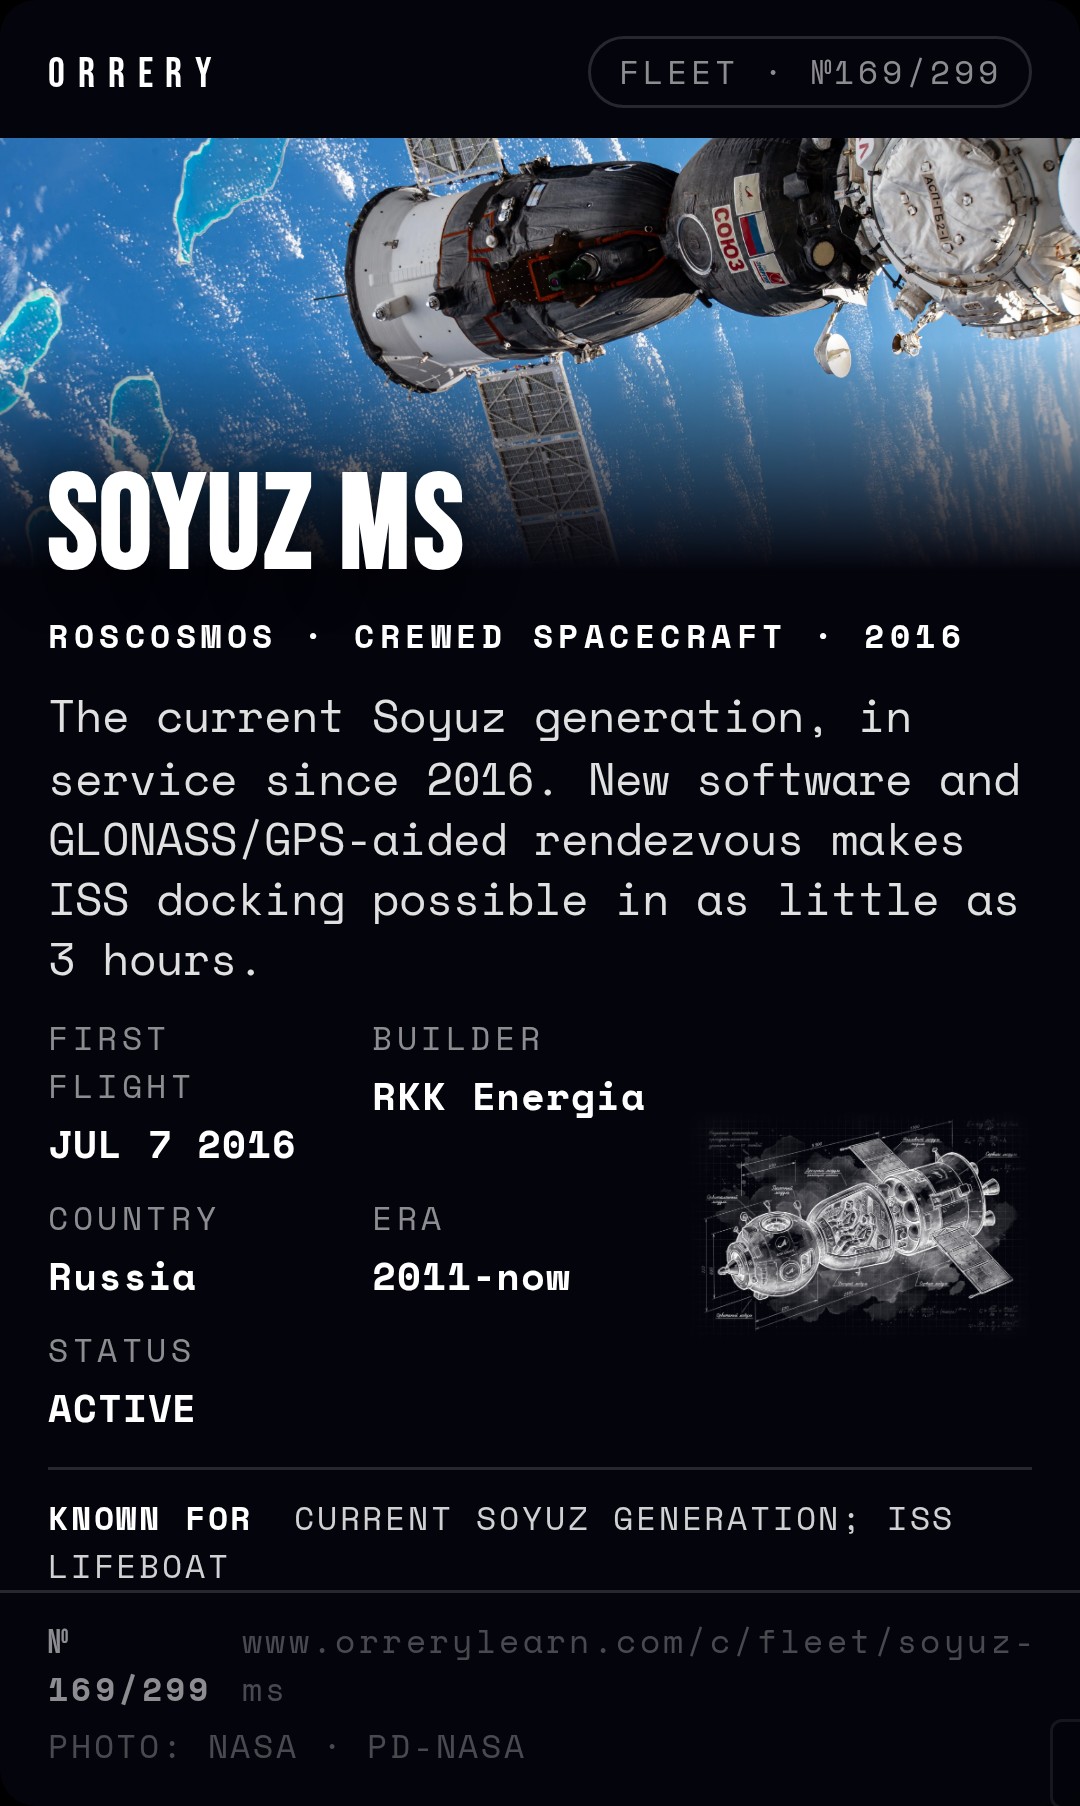 ORRERY
FLEET · №169/299
СОЮЗ
АСП-ГБ2-1
SOYUZ MS
ROSCOSMOS · CREWED SPACECRAFT · 2016
The current Soyuz generation, in
service since 2016. New software and
GLONASS/GPS-aided rendezvous makes
ISS docking possible in as little as
3 hours.
FIRST
FLIGHT
JUL 7 2016
BUILDER
RKK Energia
COUNTRY
Russia
ERA
2011-now
STATUS
ACTIVE
KNOWN FOR CURRENT SOYUZ GENERATION; ISS
LIFEBOAT
№
169/299
www.orrerylearn.com/c/fleet/soyuz-
ms
PHOTO: NASA · PD-NASA